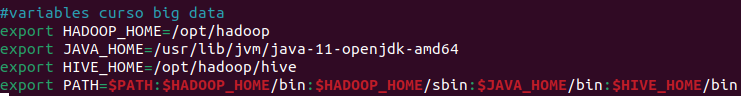 #variables curso big data
export HADOOP_HOME=/opt/hadoop
export JAVA_HOME=/usr/lib/jvm/java-11-openjdk-amd64
export HIVE_HOME=/opt/hadoop/hive
export PATH=$PATH:$HADOOP_HOME/bin:$HADOOP_HOME/sbin:$JAVA_HOME/bin:$HIVE_HOME/bin